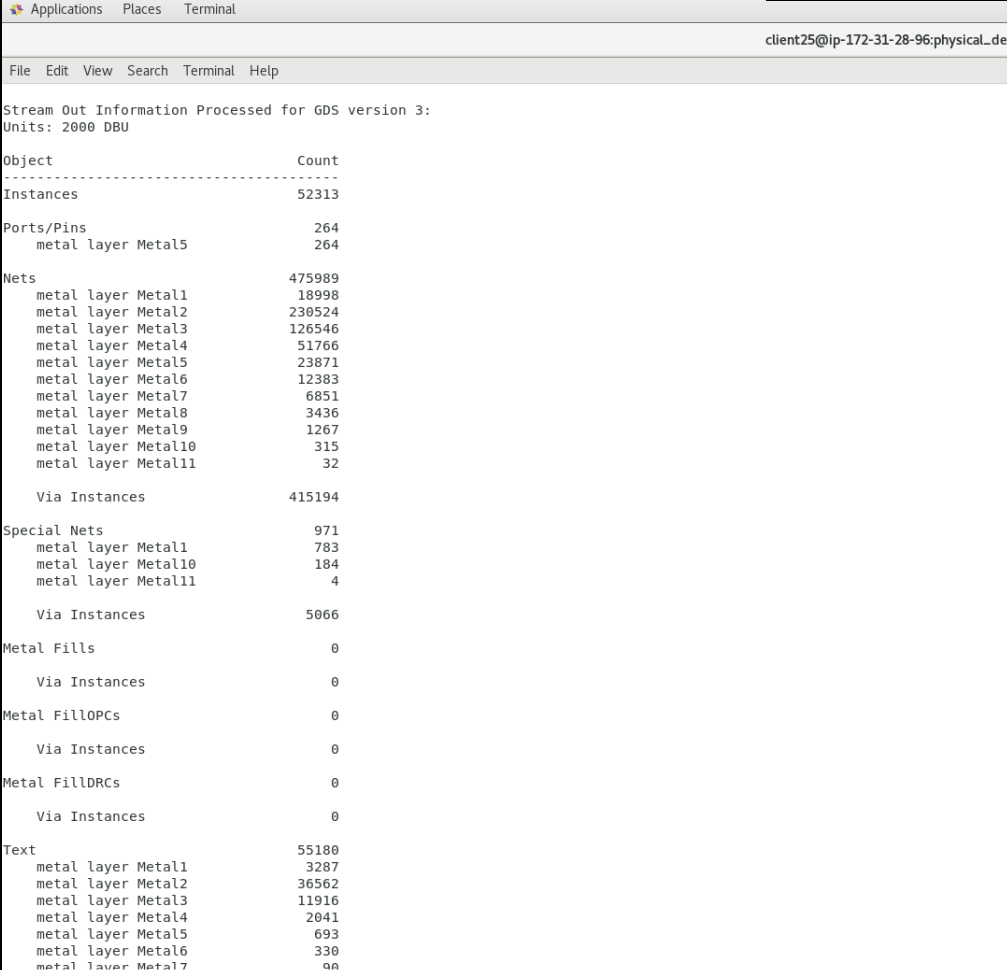 Applications Places Terminal
client25@ip-172-31-28-96:physical_de
File Edit View Search Terminal Help
Stream Out Information Processed for GDS version 3:
Units: 2000 DBU
Object Count
----------------------------------------
Instances 52313
Ports/Pins 264
metal layer Metal5 264
Nets 475989
metal layer Metal1 18998
metal layer Metal2 230524
metal layer Metal3 126546
metal layer Metal4 51766
metal layer Metal5 23871
metal layer Metal6 12383
metal layer Metal7 6851
metal layer Metal8 3436
metal layer Metal9 1267
metal layer Metal10 315
metal layer Metal11 32
Via Instances 415194
Special Nets 971
metal layer Metal1 783
metal layer Metal10 184
metal layer Metal11 4
Via Instances 5066
Metal Fills 0
Via Instances 0
Metal FillOPCs 0
Via Instances 0
Metal FillDRCs 0
Via Instances 0
Text 55180
metal layer Metal1 3287
metal layer Metal2 36562
metal layer Metal3 11916
metal layer Metal4 2041
metal layer Metal5 693
metal layer Metal6 330
metal layer Metal7 90